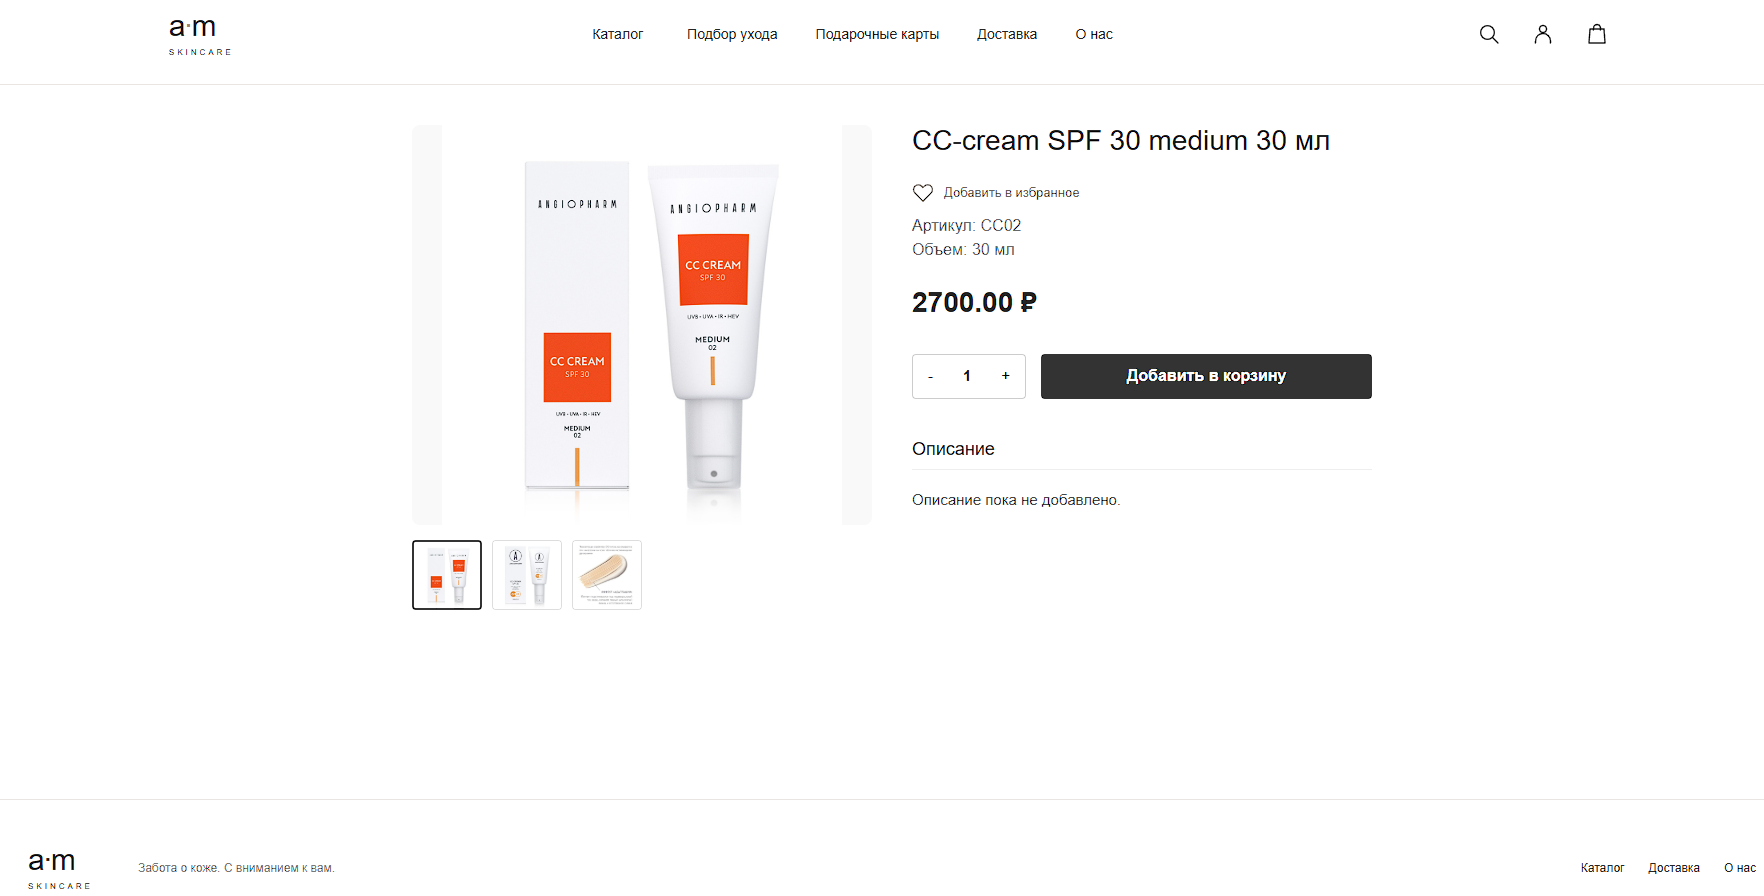 a·m
SKINCARE
Каталог
Подбор ухода
Подарочные карты
Доставка
О нас
ANGIOPHARM
CC CREAM
SPF 30
UVB • UVA • IR • HEV
MEDIUM
02
ANGIOPHARM
CC CREAM
SPF 30
UVB • UVA • IR • HEV
MEDIUM
02
CC-cream SPF 30 medium 30 мл
Добавить в избранное
Артикул: CC02
Объем: 30 мл
2700.00 ₽
- 1 +
Добавить в корзину
Описание
Описание пока не добавлено.
a·m
SKINCARE
Забота о коже. С вниманием к вам.
Каталог
Доставка
О нас